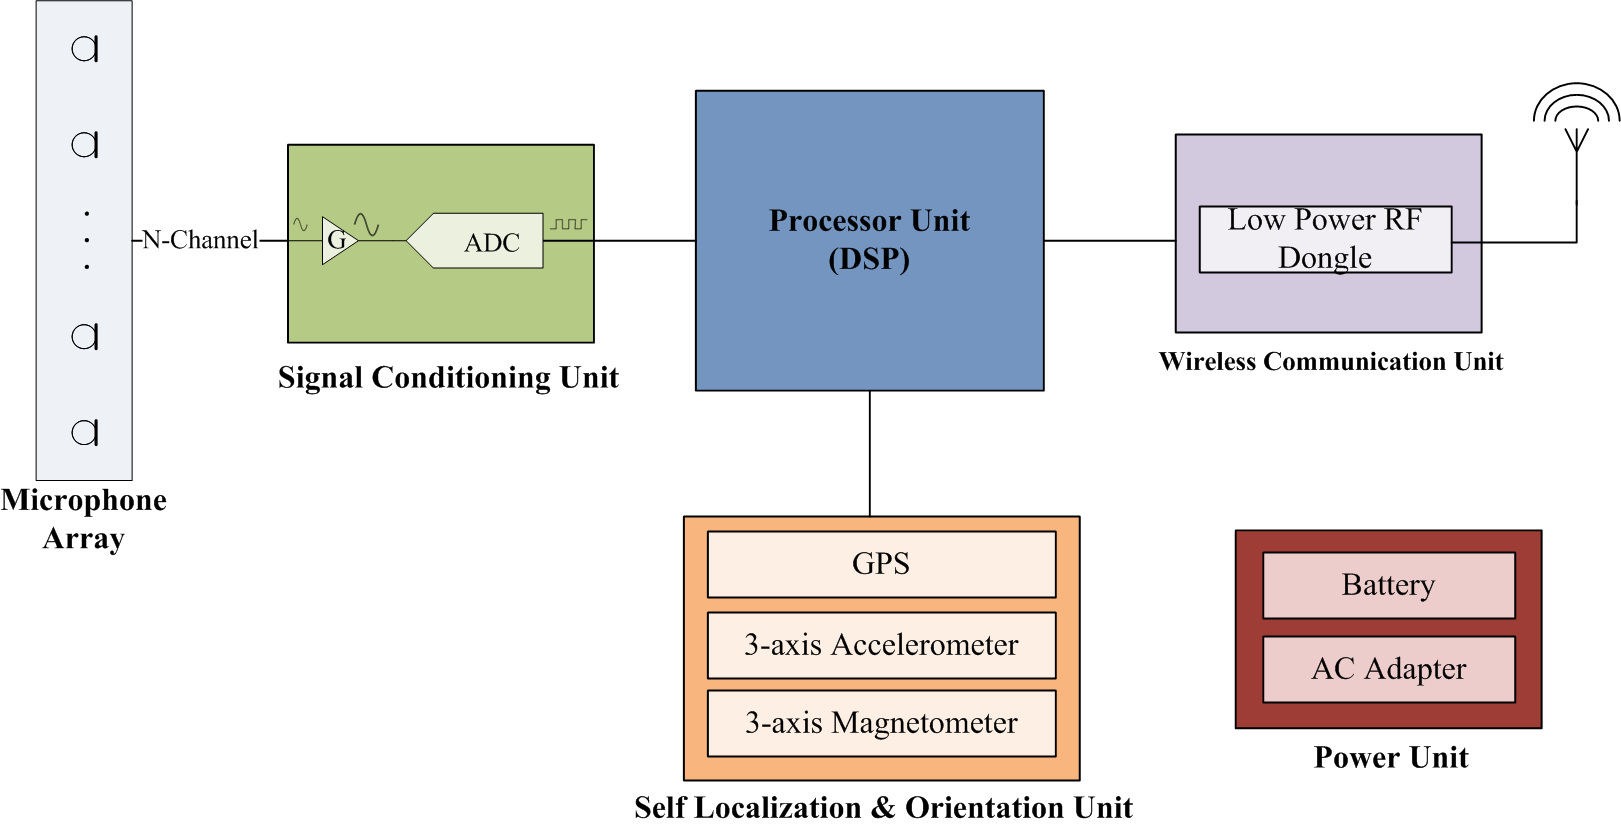 Microphone
Array
N-Channel
G
ADC
Signal Conditioning Unit
Processor Unit
(DSP)
Low Power RF
Dongle
Wireless Communication Unit
GPS
3-axis Accelerometer
3-axis Magnetometer
Self Localization & Orientation Unit
Battery
AC Adapter
Power Unit